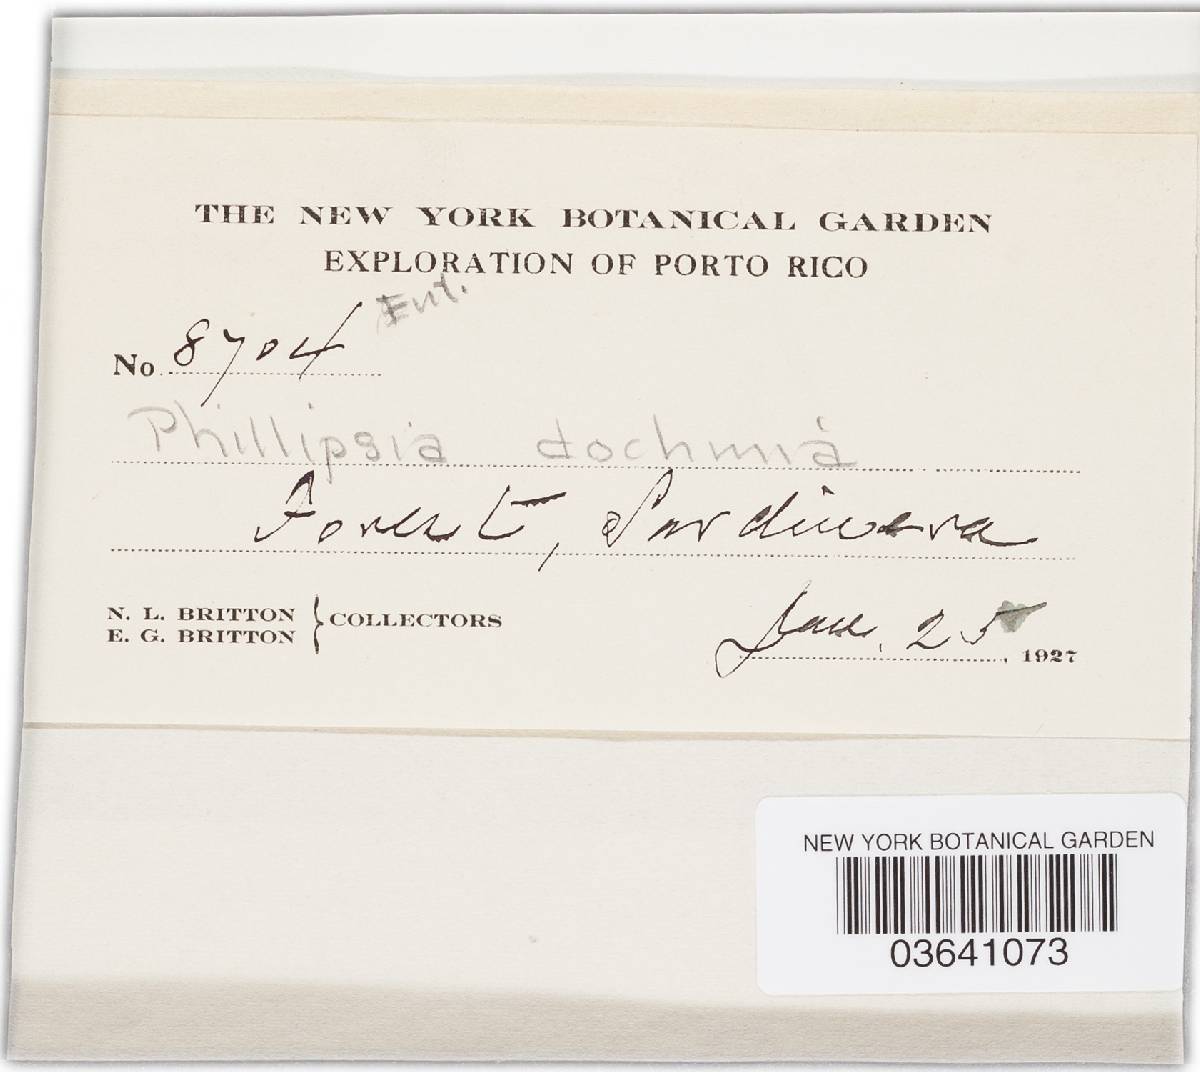 THE NEW YORK BOTANICAL GARDEN
EXPLORATION OF PORTO RICO
Ent.
No. 8704
Phillipsia dochmia
Forest, Sardinera
N. L. BRITTON
E. G. BRITTON } COLLECTORS
Jan. 25, 1927
NEW YORK BOTANICAL GARDEN
03641073